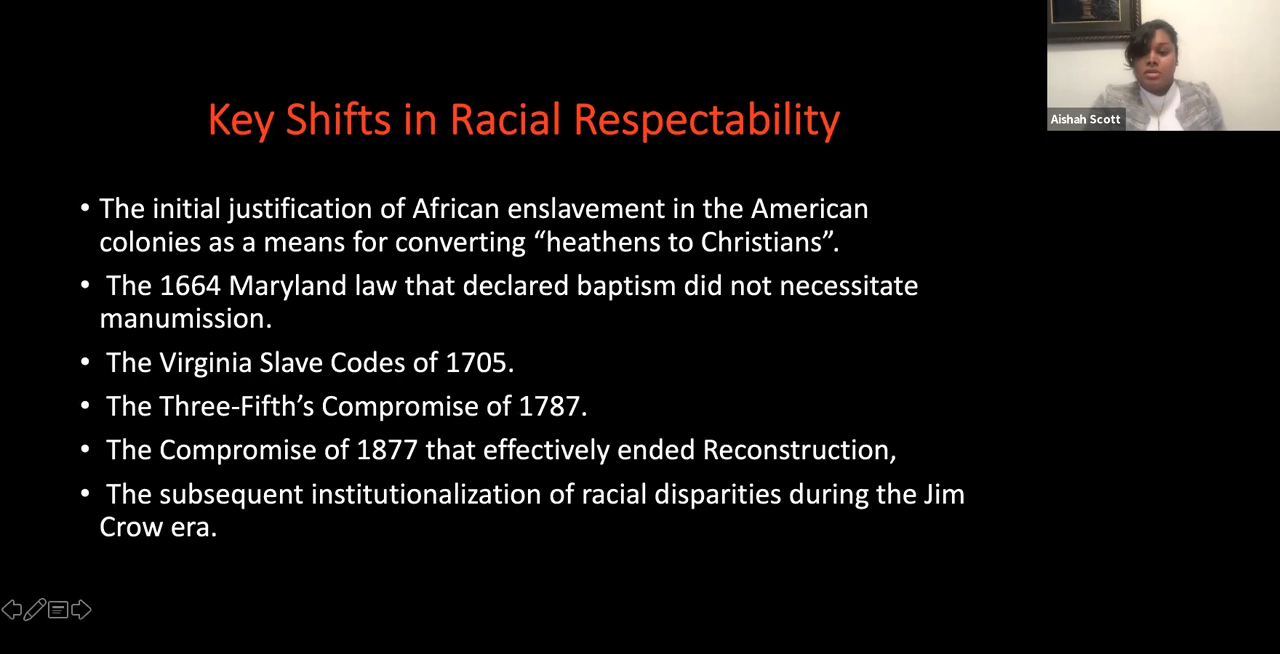 Key Shifts in Racial Respectability
Aishah Scott
• The initial justification of African enslavement in the American
colonies as a means for converting “heathens to Christians”.
• The 1664 Maryland law that declared baptism did not necessitate
manumission.
• The Virginia Slave Codes of 1705.
• The Three-Fifth’s Compromise of 1787.
• The Compromise of 1877 that effectively ended Reconstruction,
• The subsequent institutionalization of racial disparities during the Jim
Crow era.